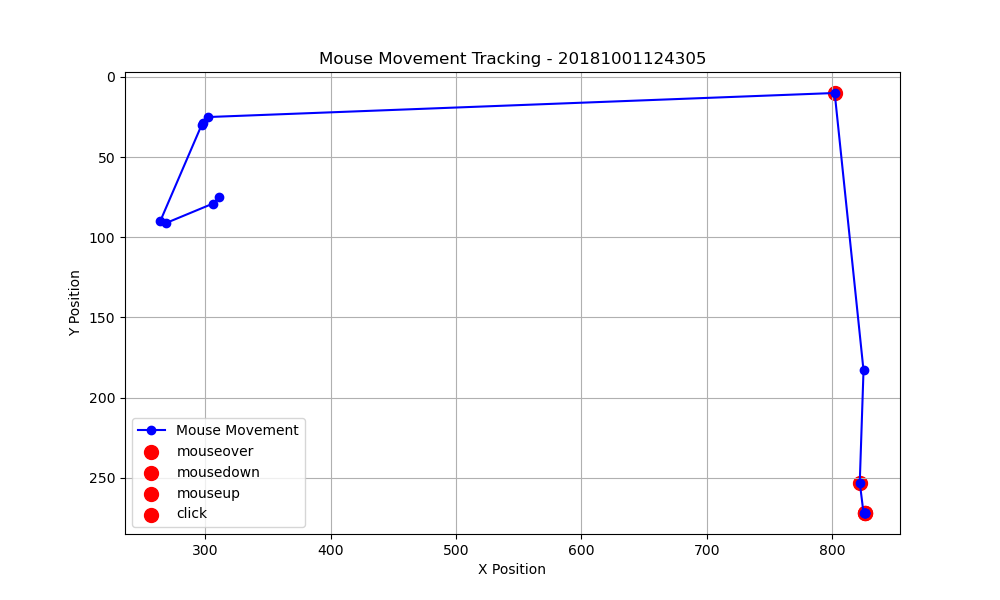 Mouse Movement Tracking - 20181001124305
0
50
100
150
200
250
Y Position
Mouse Movement
mouseover
mousedown
mouseup
click
300 400 500 600 700 800
X Position